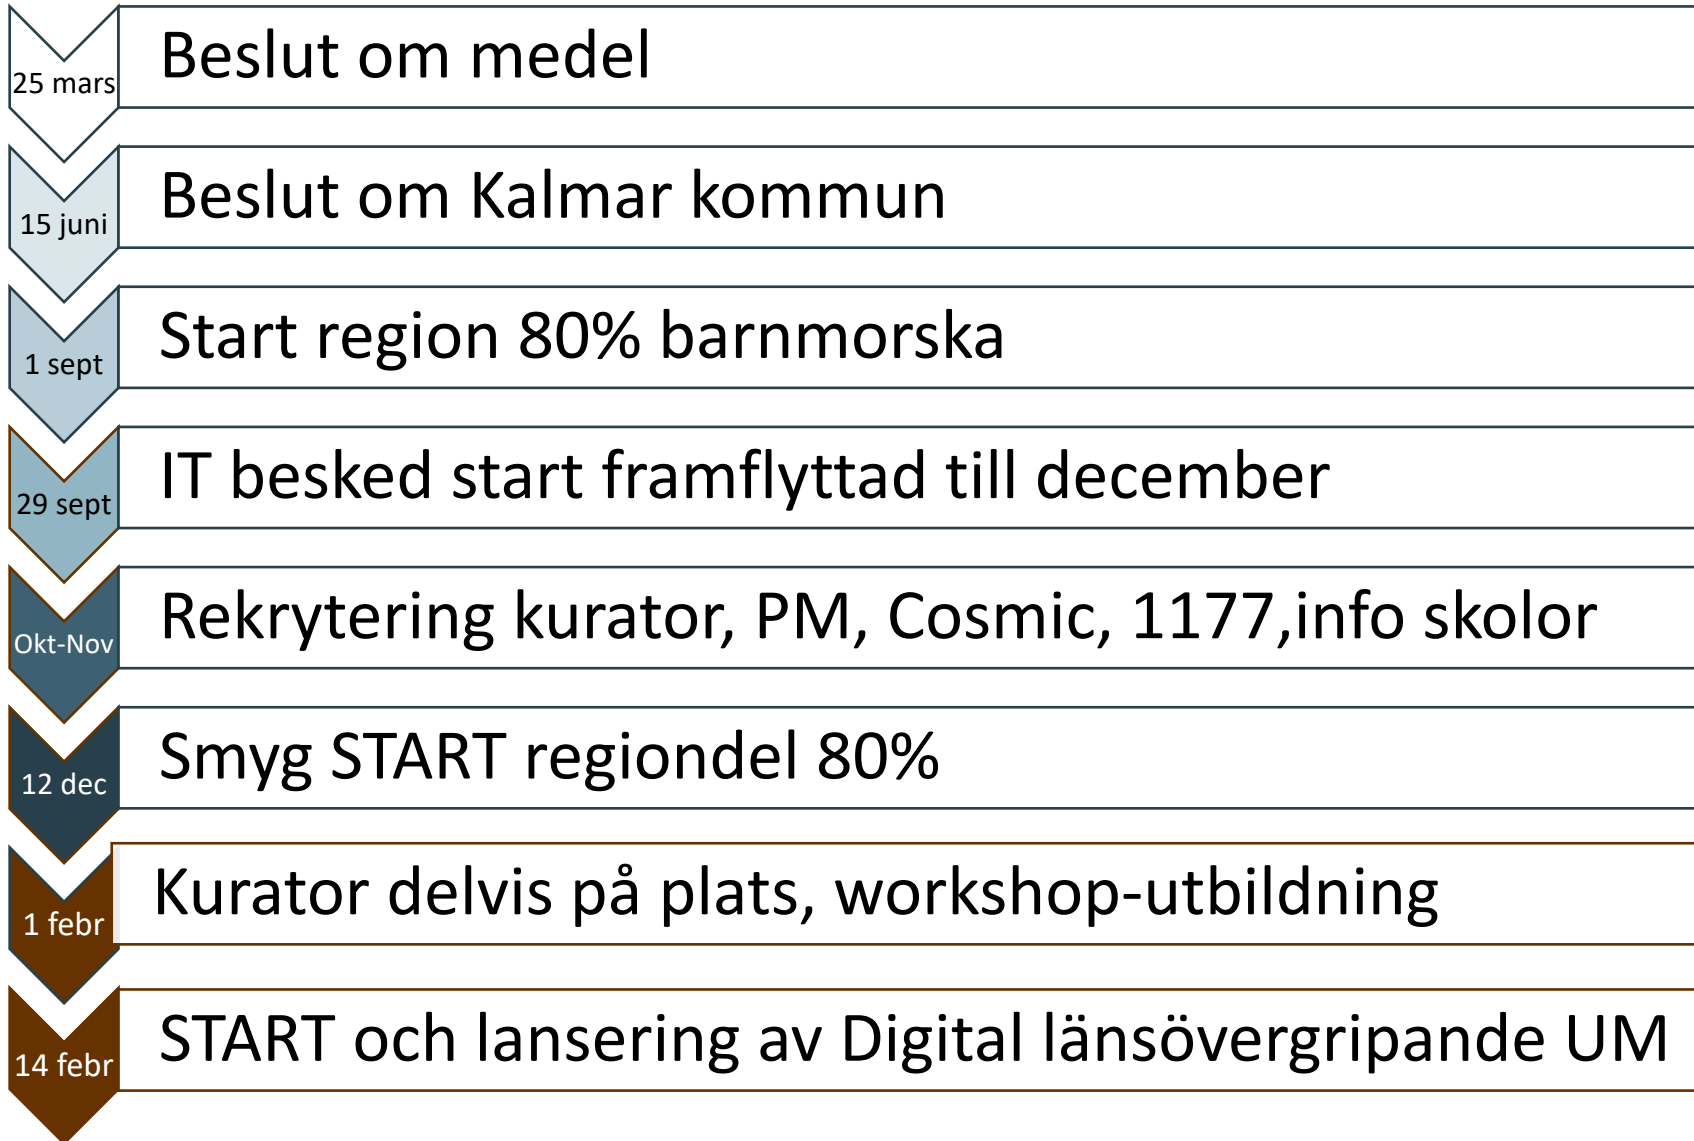 25 mars
Beslut om medel
15 juni
Beslut om Kalmar kommun
1 sept
Start region 80% barnmorska
29 sept
IT besked start framflyttad till december
Okt-Nov
Rekrytering kurator, PM, Cosmic, 1177,info skolor
12 dec
Smyg START regiondel 80%
1 febr
Kurator delvis på plats, workshop-utbildning
14 febr
START och lansering av Digital länsövergripande UM